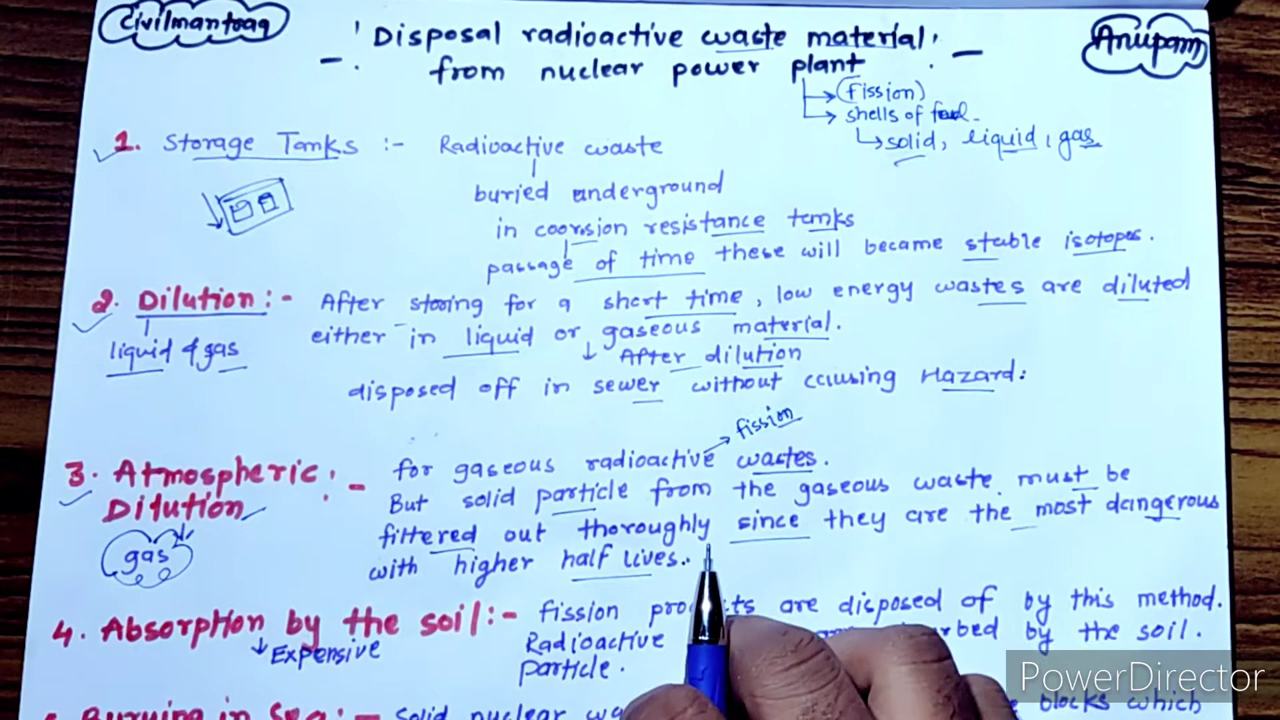 Civilmantraa
Anupam
'Disposal radioactive waste material'
from nuclear power plant
(fission)
shells of fuel
solid, liquid, gas
1. Storage Tanks :- Radioactive waste
buried underground
in coorsion resistance tanks
passage of time these will became stable isotopes.
2. Dilution :- After storing for a short time, low energy wastes are diluted
either in liquid or gaseous material.
liquid & gas
After dilution
disposed off in sewer without causing Hazard:
fission
3. Atmospheric Dilution :- for gaseous radioactive wastes.
But solid particle from the gaseous waste must be
filtered out thoroughly since they are the most dangerous
with higher half lives.
gas
4. Absorption by the soil :- fission are disposed of by this method.
Expensive
Radioactive by the soil.
particle.
Burying in Sea :- Solid nuclear blocks which
PowerDirector